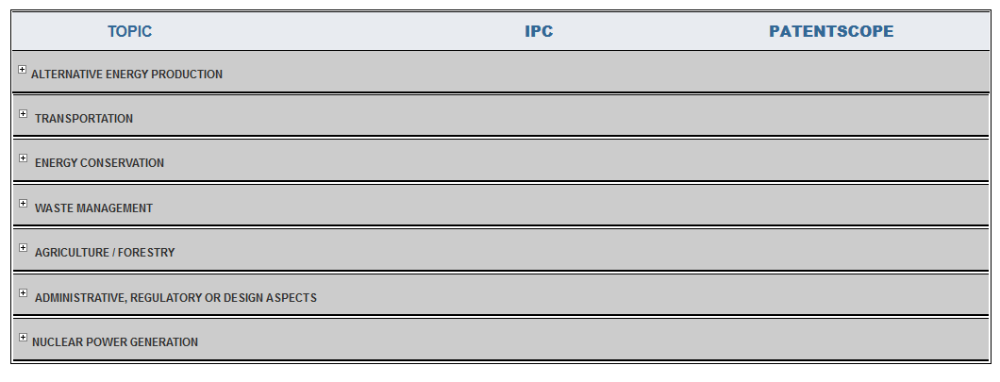 TOPIC IPC PATENTSCOPE
ALTERNATIVE ENERGY PRODUCTION
TRANSPORTATION
ENERGY CONSERVATION
WASTE MANAGEMENT
AGRICULTURE / FORESTRY
ADMINISTRATIVE, REGULATORY OR DESIGN ASPECTS
NUCLEAR POWER GENERATION